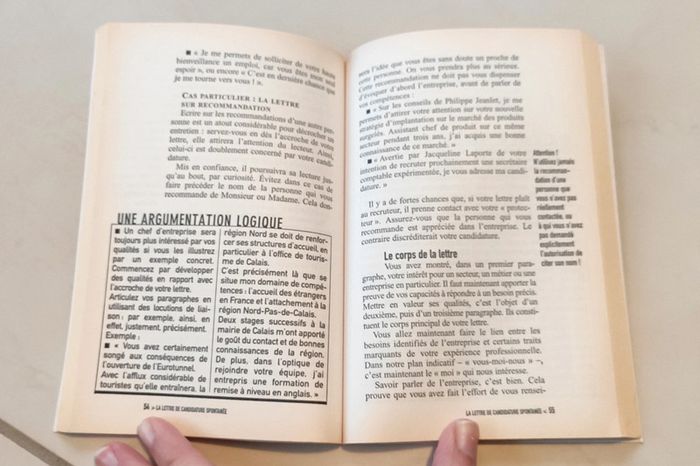 ■ « Je me permets de solliciter de votre haute
bienveillance un emploi, car vous êtes mon seul
espoir », ou encore « C'est en dernière chance que
je me tourne vers vous ! ».
CAS PARTICULIER : LA LETTRE
SUR RECOMMANDATION
Ecrire sur les recommandations d'une autre per-
sonne est un atout considérable pour décrocher un
entretien : servez-vous en dès l'accroche de votre
lettre, elle attirera l'attention du lecteur. Ainsi,
celui-ci est doublement concerné par votre candi-
dature.
Mis en confiance, il poursuivra sa lecture jus-
qu'au bout, par curiosité. Évitez dans ce cas de
faire précéder le nom de la personne qui vous
recommande de Monsieur ou Madame. Cela don-
UNE ARGUMENTATION LOGIQUE
■ Un chef d'entreprise sera
toujours plus intéressé par vos
qualités si vous les illustrez
par un exemple concret.
Commencez par développer
des qualités en rapport avec
l'accroche de votre lettre.
Articulez vos paragraphes en
utilisant des locutions de liai-
son : par exemple, ainsi, en
effet, justement, précisément.
Exemple :
■ « Vous avez certainement
songé aux conséquences de
l'ouverture de l'Eurotunnel.
Avec l'afflux considérable de
touristes qu'elle entraînera, la
région Nord se doit de renfor-
cer ses structures d'accueil, en
particulier à l'office de touris-
me de Calais.
C'est précisément là que se
situe mon domaine de compé-
tences : l'accueil des étrangers
en France et l'attachement à la
région Nord-Pas-de-Calais.
Deux stages successifs à la
mairie de Calais m'ont apporté
le goût du contact et de bonnes
connaissances de la région.
De plus, dans l'optique de
rejoindre votre équipe, j'ai
entrepris une formation de
remise à niveau en anglais. »
54 » LA LETTRE DE CANDIDATURE SPONTANÉE
sera l'idée que vous êtes sans doute un proche de
cette personne. On vous prendra plus au sérieux.
Cette recommandation ne doit pas vous dispenser
d'évoquer d'abord l'entreprise, avant de parler de
vos compétences :
■ « Sur les conseils de Philippe Jeanlet, je me
permets d'attirer votre attention sur votre nouvelle
stratégie d'implantation sur le marché des produits
surgelés. Assistant chef de produit sur ce même
secteur pendant trois ans, j'ai acquis une bonne
connaissance de ce marché. »
■ « Avertie par Jacqueline Laporte de votre
intention de recruter prochainement une secrétaire
comptable expérimentée, je vous adresse ma candi-
dature. »
Il y a de fortes chances que, si votre lettre plaît
au recruteur, il prenne contact avec votre « protec-
teur ». Assurez-vous que la personne qui vous
recommande est appréciée dans l'entreprise. Le
contraire discréditerait votre candidature.
Attention !
N'utilisez jamais
la recomman-
dation d'une
personne que
vous n'avez pas
réellement
contactée, ou
à qui vous n'avez
pas demandé
explicitement
l'autorisation de
citer un nom !
Le corps de la lettre
Vous avez montré, dans un premier para-
graphe, votre intérêt pour un secteur, un métier ou une
entreprise en particulier. Il faut maintenant apporter la
preuve de vos capacités à répondre à un besoin précis.
Mettre en valeur ses qualités, c'est l'objet d'un
deuxième, puis d'un troisième paragraphe. Ils consti-
tuent le corps principal de votre lettre.
Vous allez maintenant faire le lien entre les
besoins identifiés de l'entreprise et certains traits
marquants de votre expérience professionnelle.
Dans notre plan indicatif – « vous-moi-nous » –,
c'est maintenant le « moi » qui nous intéresse.
Savoir parler de l'entreprise, c'est bien. Cela
prouve que vous avez fait l'effort de vous rensei-
LA LETTRE DE CANDIDATURE SPONTANÉE « 55